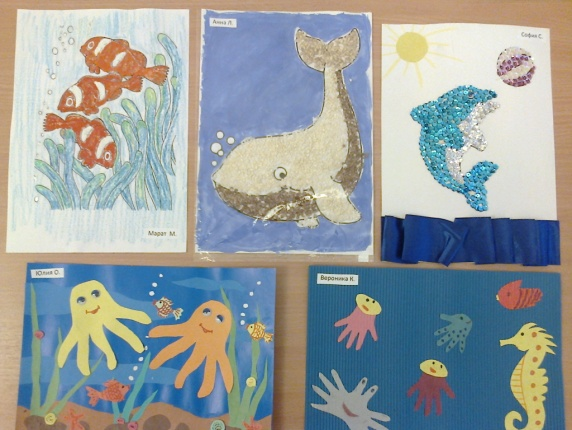 Анна Л.
София С.
Марат М.
Юлия О.
Вероника К.